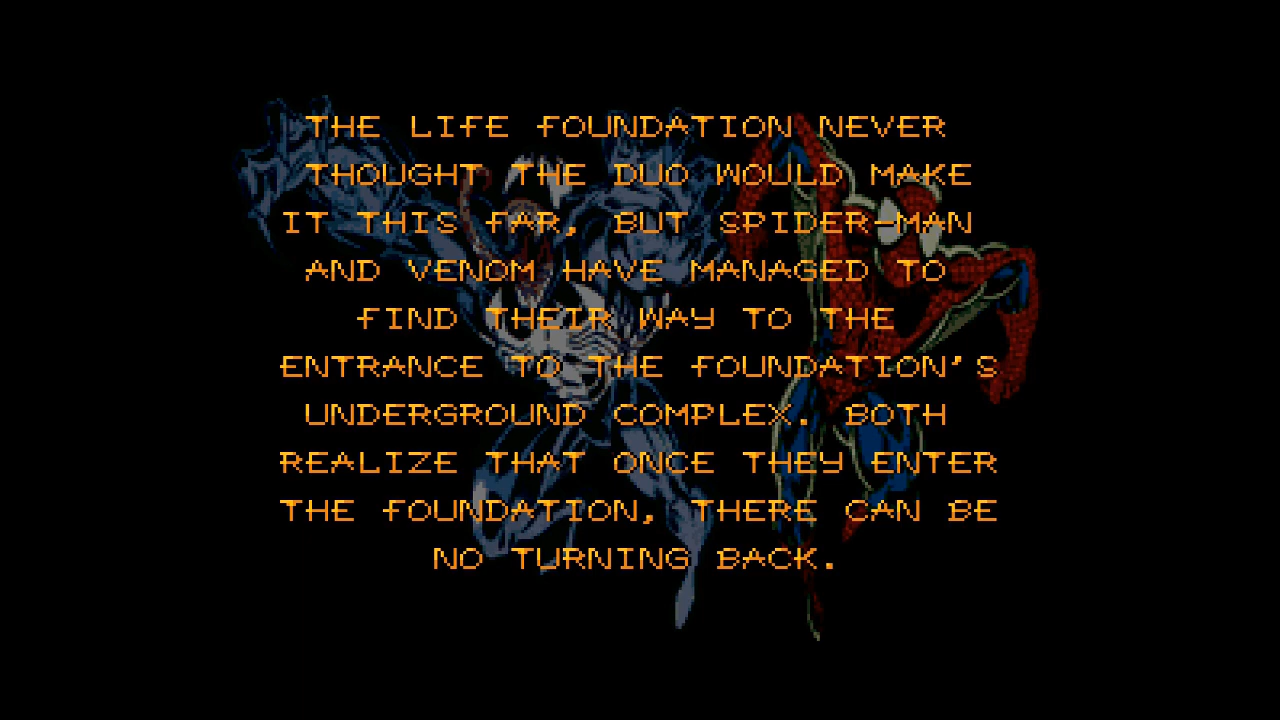 THE LIFE FOUNDATION NEVER
THOUGHT THE DUO WOULD MAKE
IT THIS FAR, BUT SPIDER-MAN
AND VENOM HAVE MANAGED TO
FIND THEIR WAY TO THE
ENTRANCE TO THE FOUNDATION'S
UNDERGROUND COMPLEX. BOTH
REALIZE THAT ONCE THEY ENTER
THE FOUNDATION, THERE CAN BE
NO TURNING BACK.